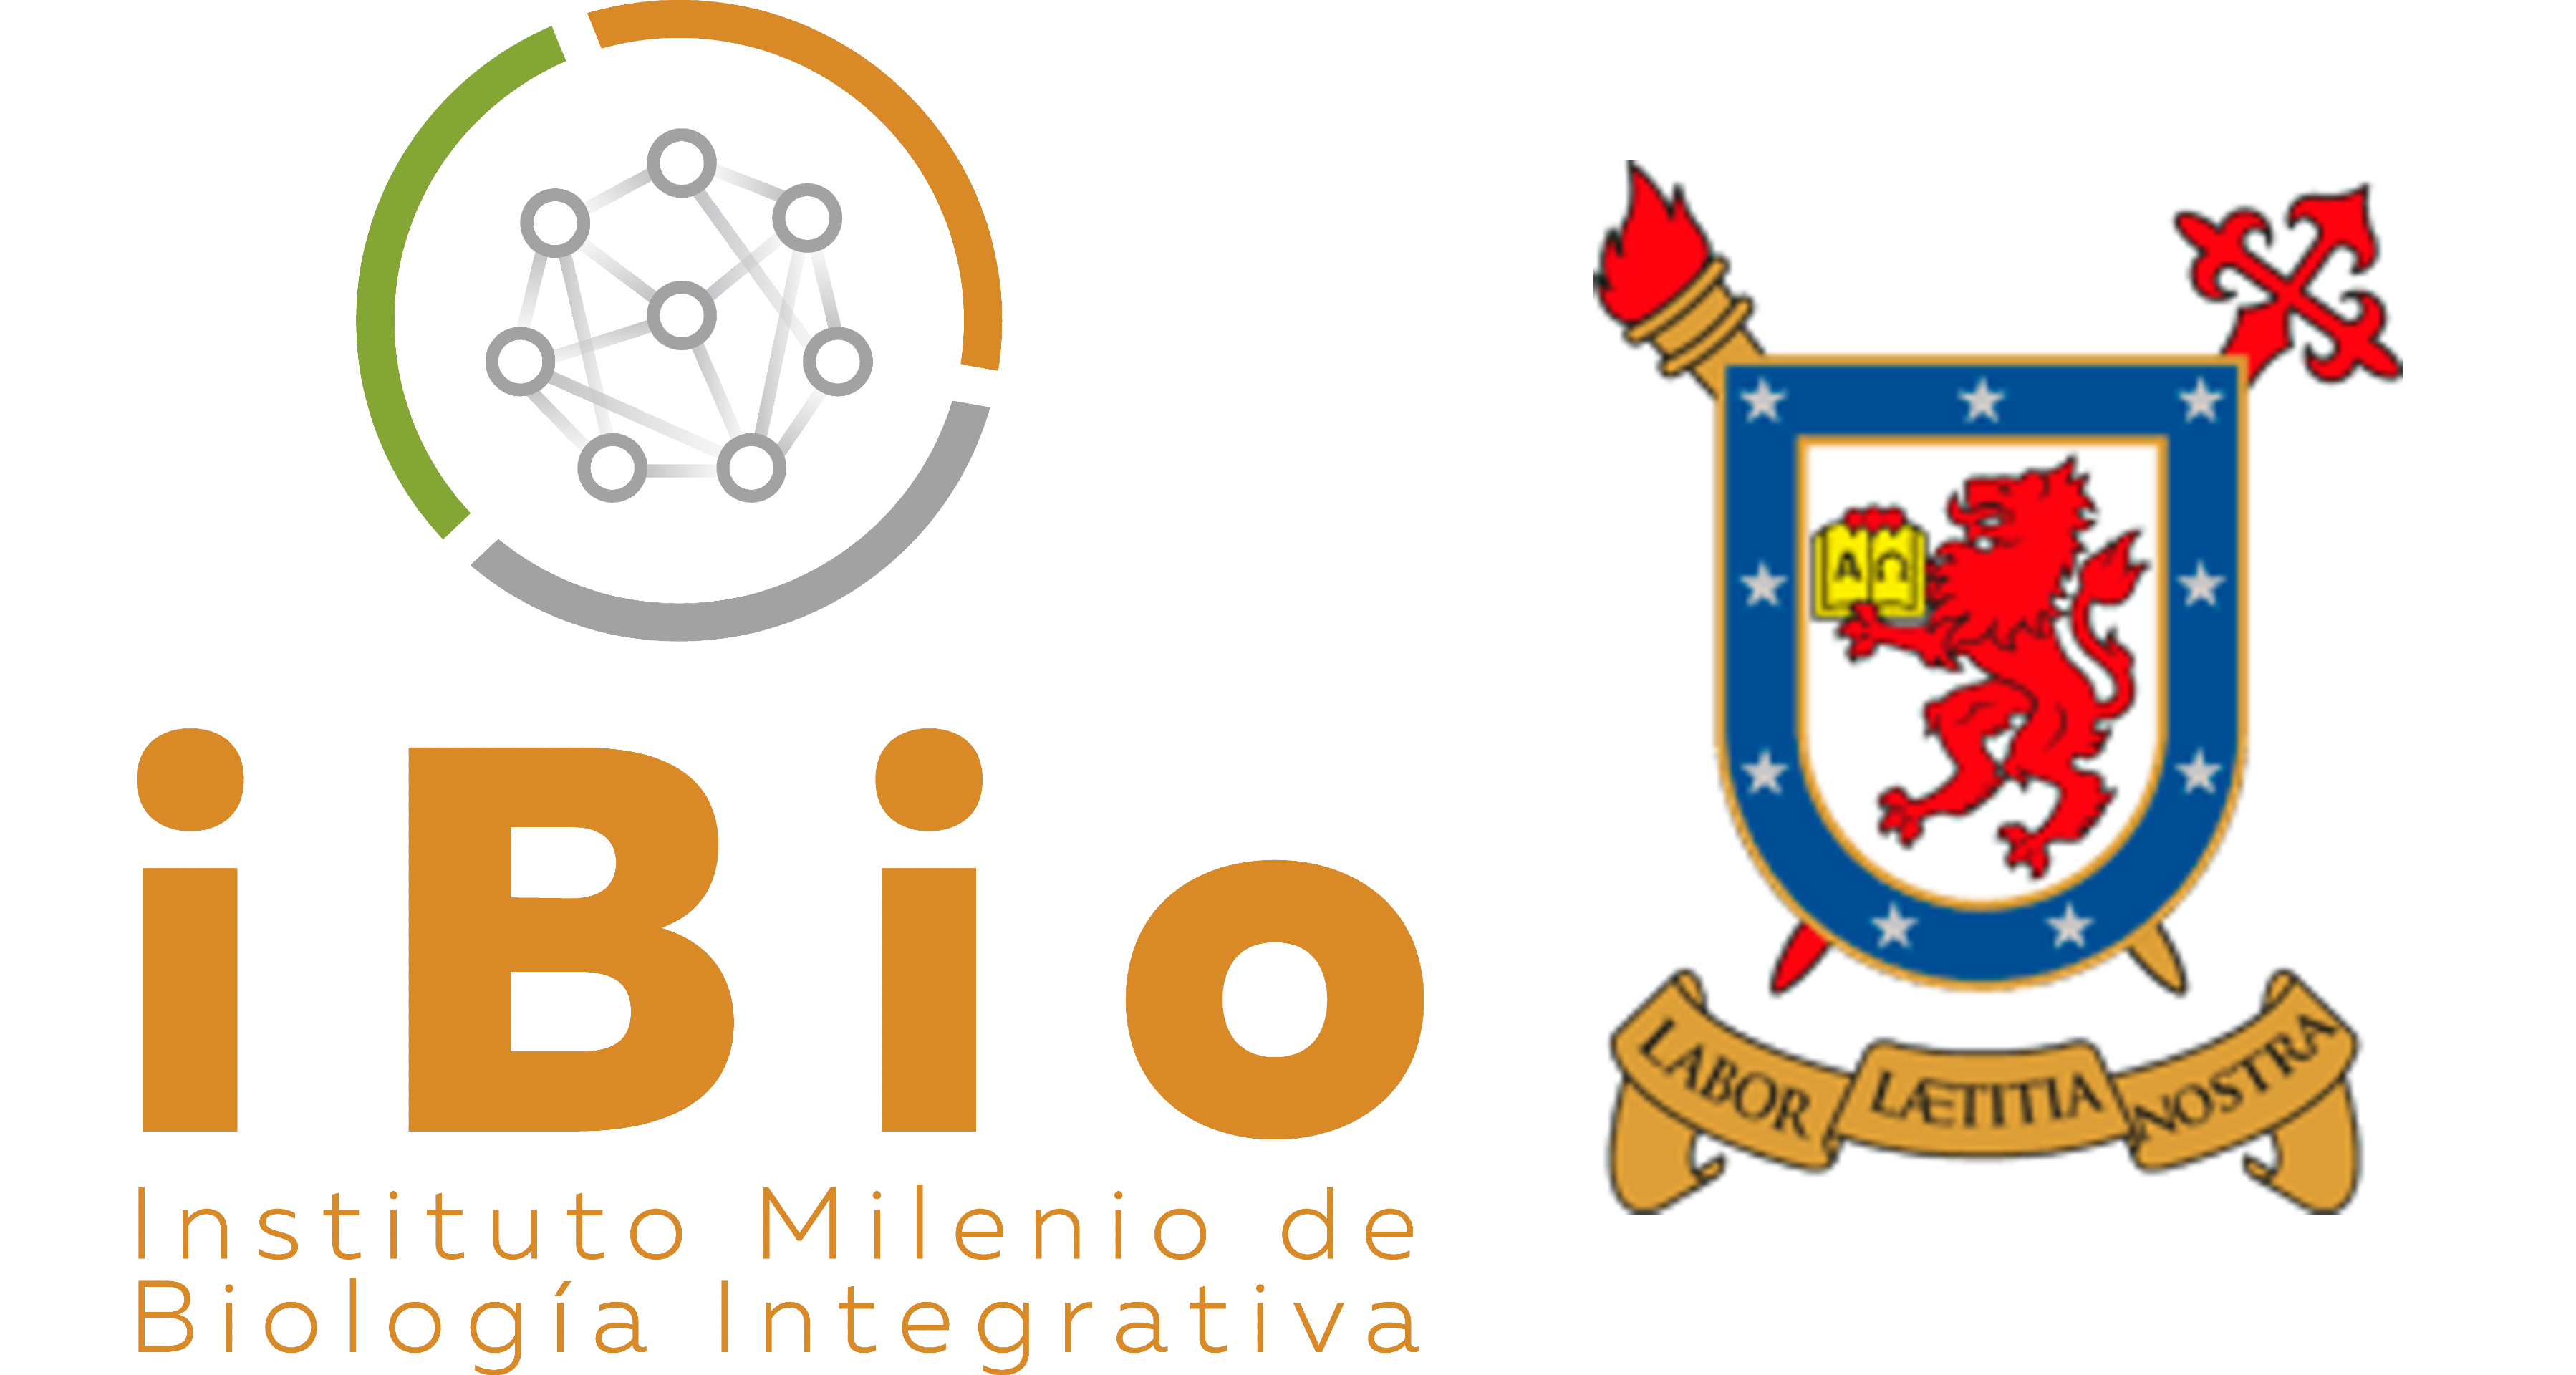 iBio
Instituto Milenio de
Biología Integrativa
Α Ω
LABOR LÆTITIA NOSTRA